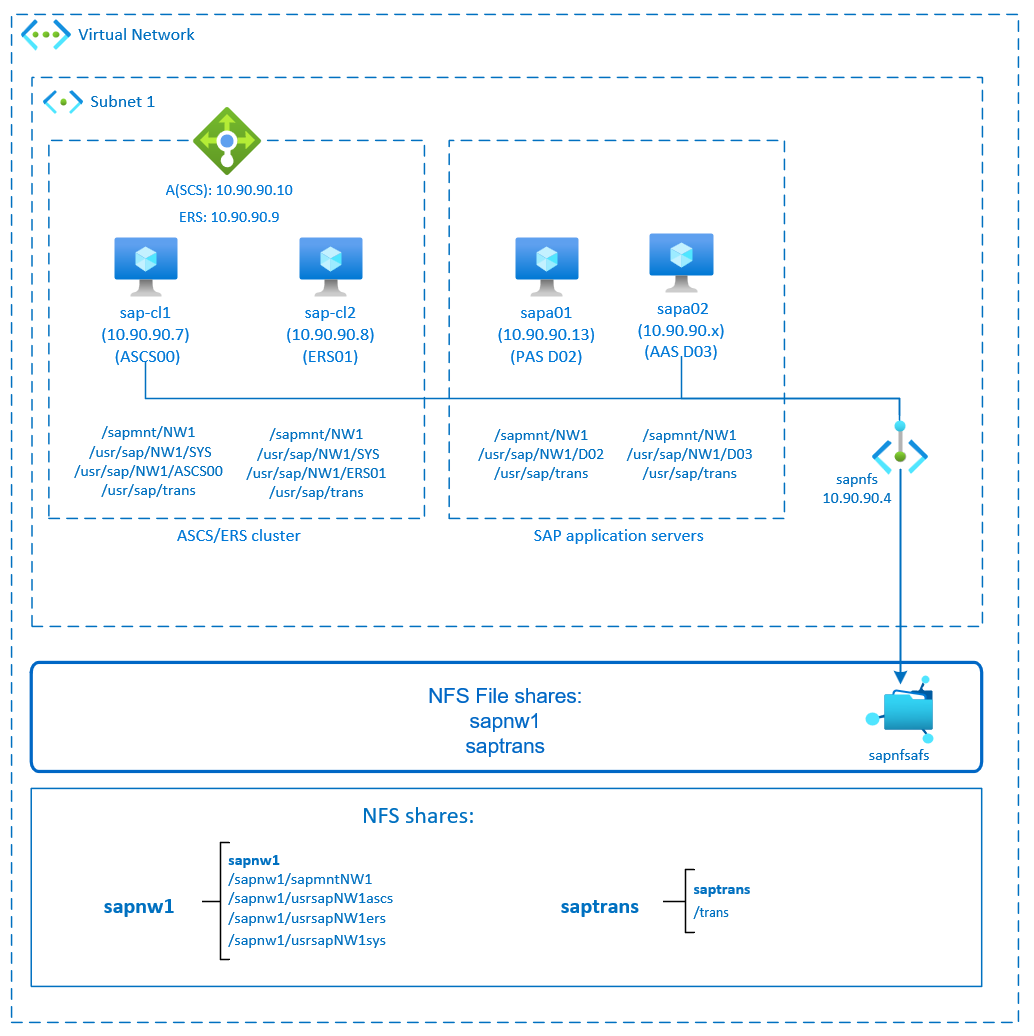 Virtual Network
Subnet 1
A(SCS): 10.90.90.10
ERS: 10.90.90.9
sap-cl1
(10.90.90.7)
(ASCS00)
sap-cl2
(10.90.90.8)
(ERS01)
sapa01
(10.90.90.13)
(PAS D02)
sapa02
(10.90.90.x)
(AAS D03)
/sapmnt/NW1
/usr/sap/NW1/SYS
/usr/sap/NW1/ASCS00
/usr/sap/trans
/sapmnt/NW1
/usr/sap/NW1/SYS
/usr/sap/NW1/ERS01
/usr/sap/trans
/sapmnt/NW1
/usr/sap/NW1/D02
/usr/sap/trans
/sapmnt/NW1
/usr/sap/NW1/D03
/usr/sap/trans
sapnfs
10.90.90.4
ASCS/ERS cluster
SAP application servers
NFS File shares:
sapnw1
saptrans
sapnfsafs
NFS shares:
sapnw1
sapnw1
/sapnw1/sapmntNW1
/sapnw1/usrsapNW1ascs
/sapnw1/usrsapNW1ers
/sapnw1/usrsapNW1sys
saptrans
saptrans
/trans